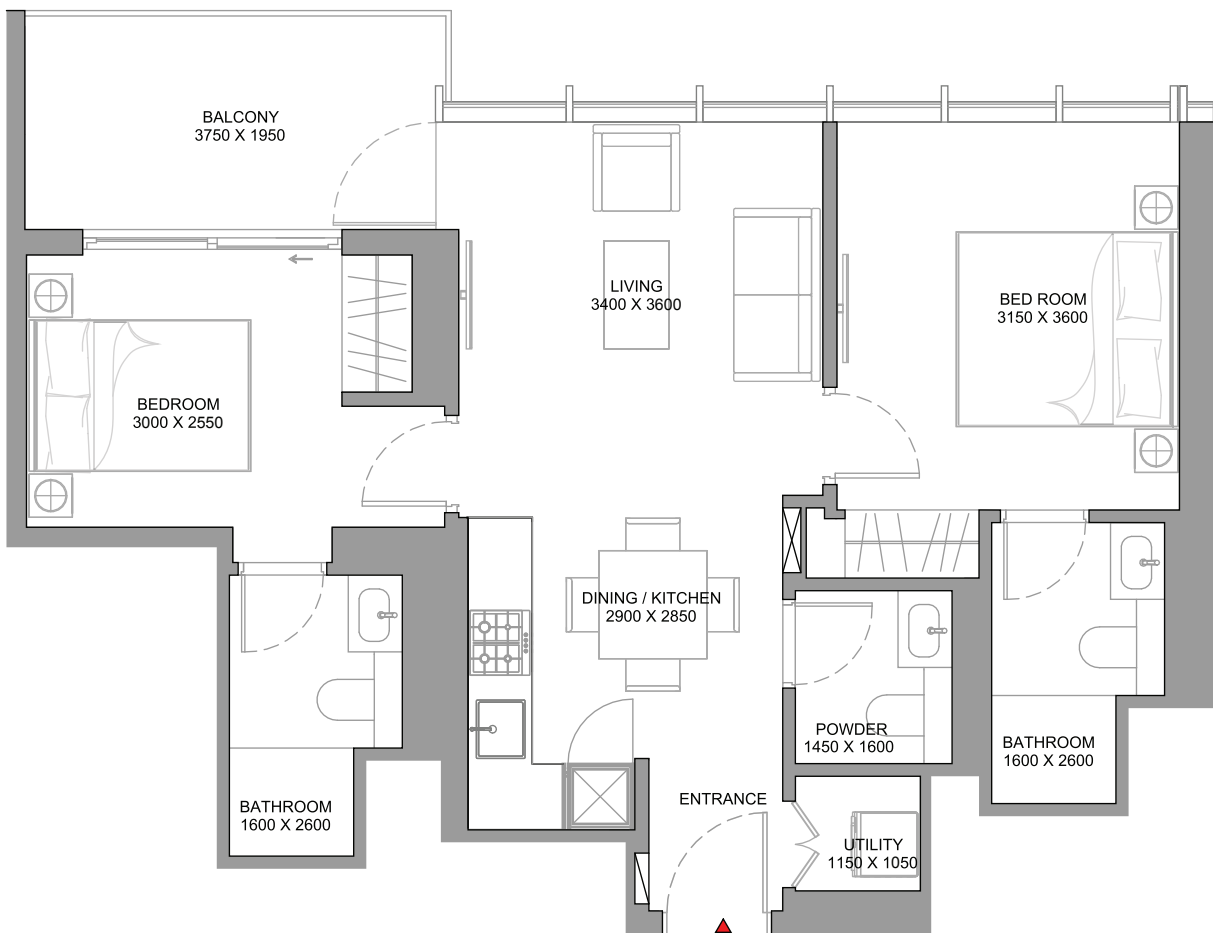 BALCONY
3750 X 1950
LIVING
3400 X 3600
BED ROOM
3150 X 3600
BEDROOM
3000 X 2550
DINING / KITCHEN
2900 X 2850
POWDER
1450 X 1600
BATHROOM
1600 X 2600
ENTRANCE
BATHROOM
1600 X 2600
UTILITY
1150 X 1050